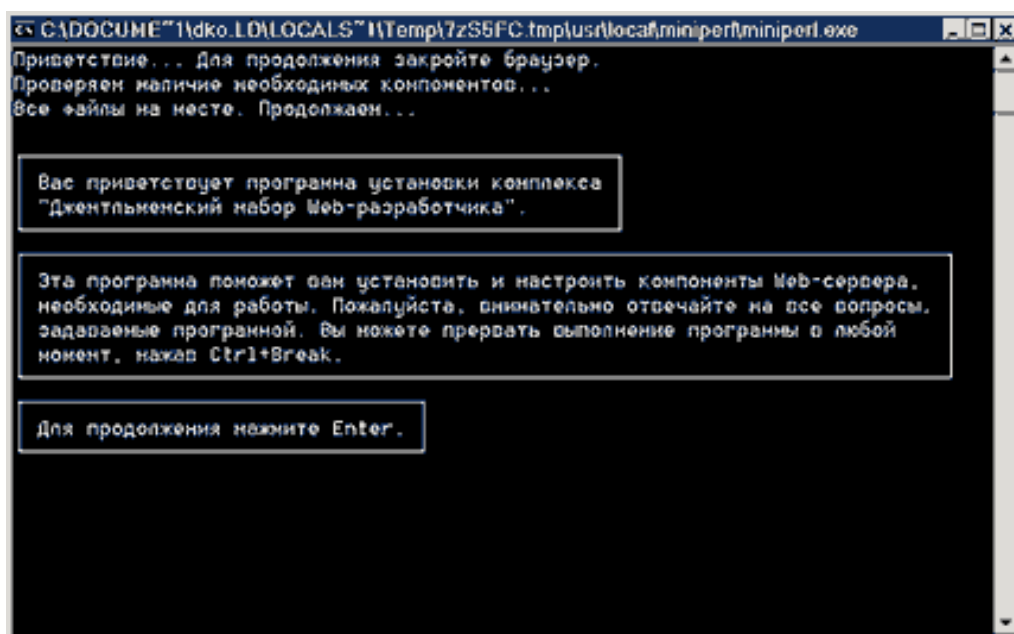 C:\DOCUME~1\dko.LO\LOCALS~1\Temp\7zS5FC.tmp\usr\local\miniperl\miniperl.exe
Приветствие... Для продолжения закройте браузер.
Проверяем наличие необходимых компонентов...
Все файлы на месте. Продолжаем...
Вас приветствует программа установки комплекса
"Джентльменский набор Web-разработчика".
Эта программа поможет вам установить и настроить компоненты Web-сервера,
необходимые для работы. Пожалуйста, внимательно отвечайте на все вопросы,
задаваемые программой. Вы можете прервать выполнение программы в любой
момент, нажав Ctrl+Break.
Для продолжения нажмите Enter.